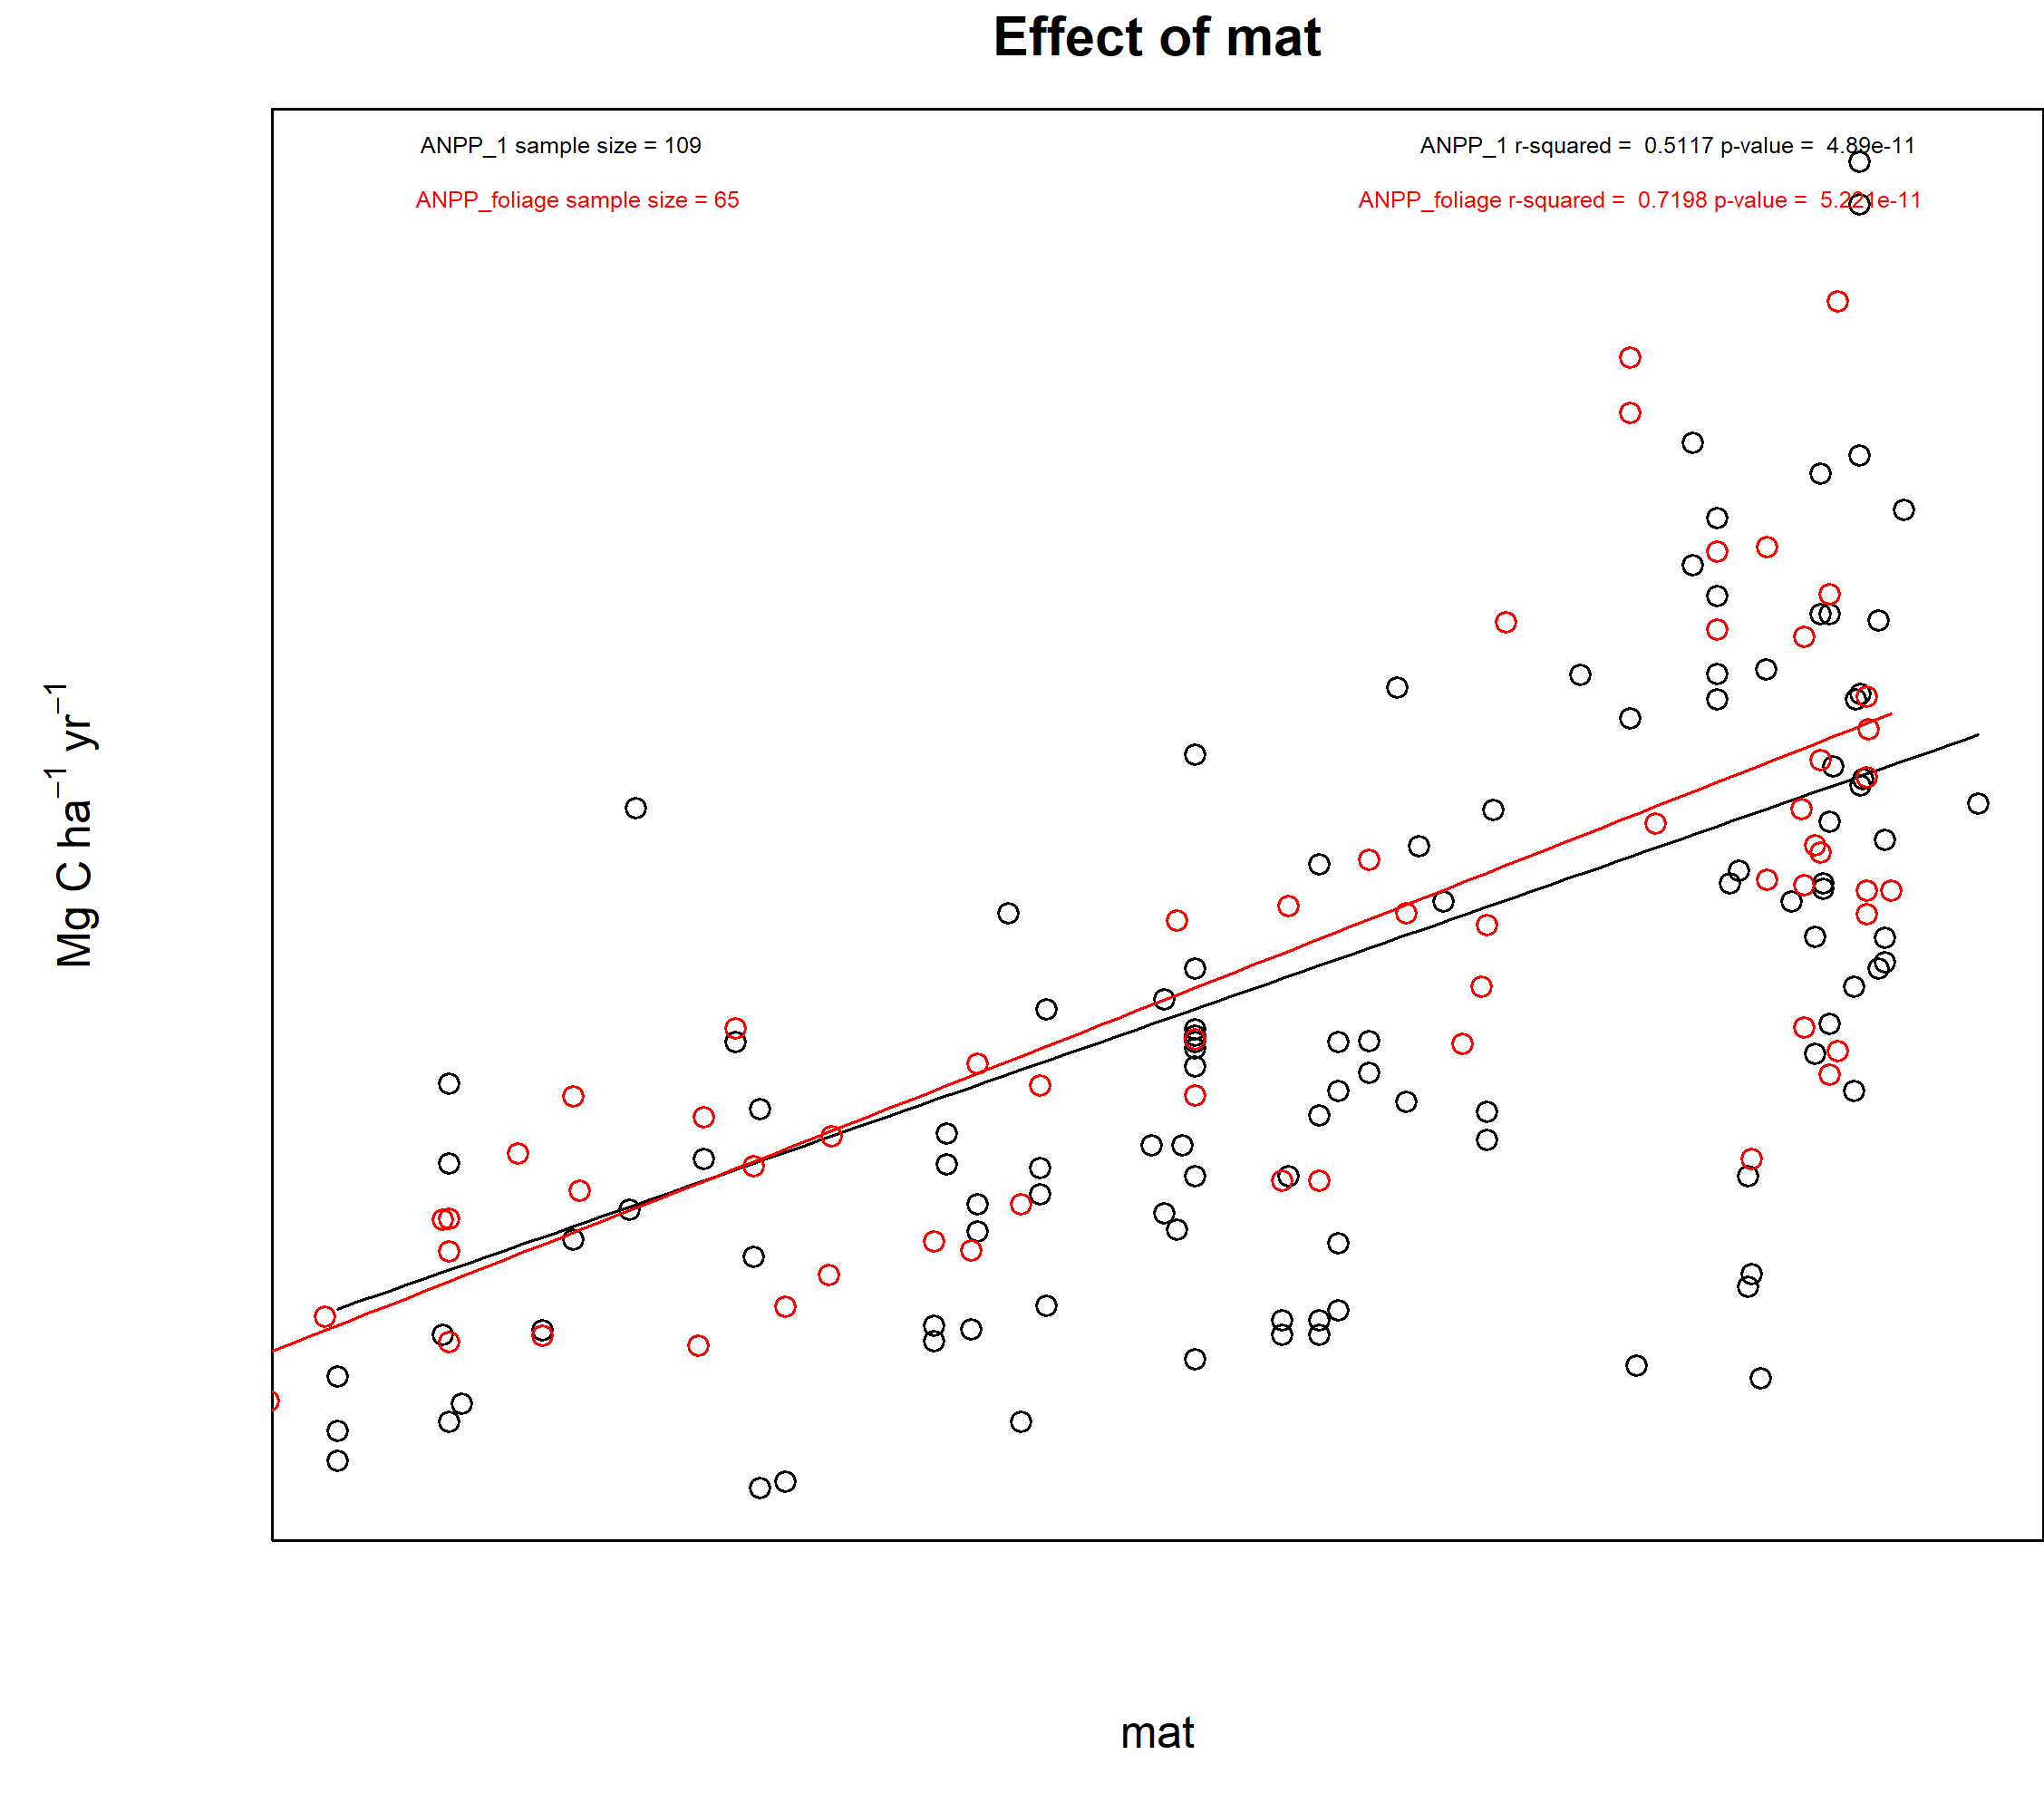 Effect of mat
ANPP_1 sample size = 109
ANPP_1 r-squared = 0.5117 p-value = 4.89e-11
ANPP_foliage sample size = 65
ANPP_foliage r-squared = 0.7198 p-value = 5.221e-11
Mg C ha⁻¹ yr⁻¹
mat